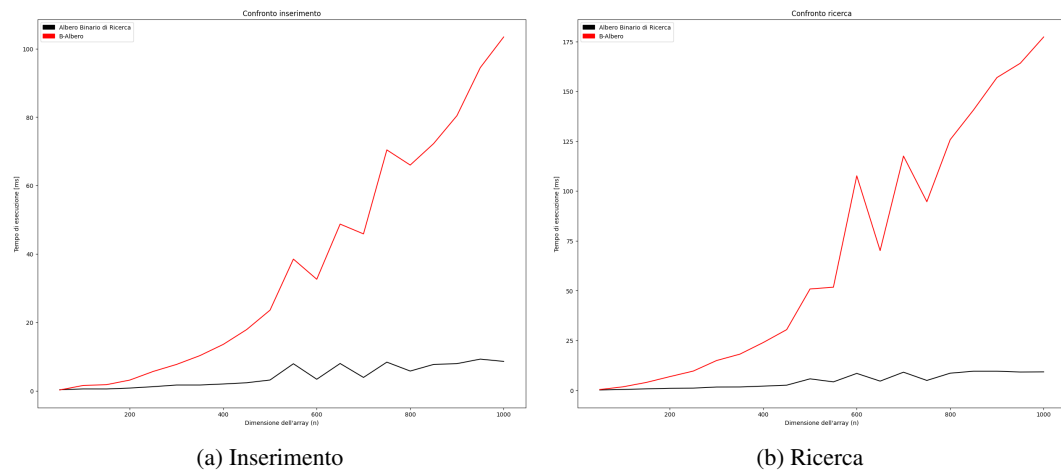 Confronto inserimento
Albero Binario di Ricerca
B-Albero
Tempo di esecuzione [ms]
100
80
60
40
20
0
200
400
600
800
1000
Dimensione dell'array (n)
(a) Inserimento
Confronto ricerca
Albero Binario di Ricerca
B-Albero
Tempo di esecuzione [ms]
175
150
125
100
75
50
25
0
200
400
600
800
1000
Dimensione dell'array (n)
(b) Ricerca